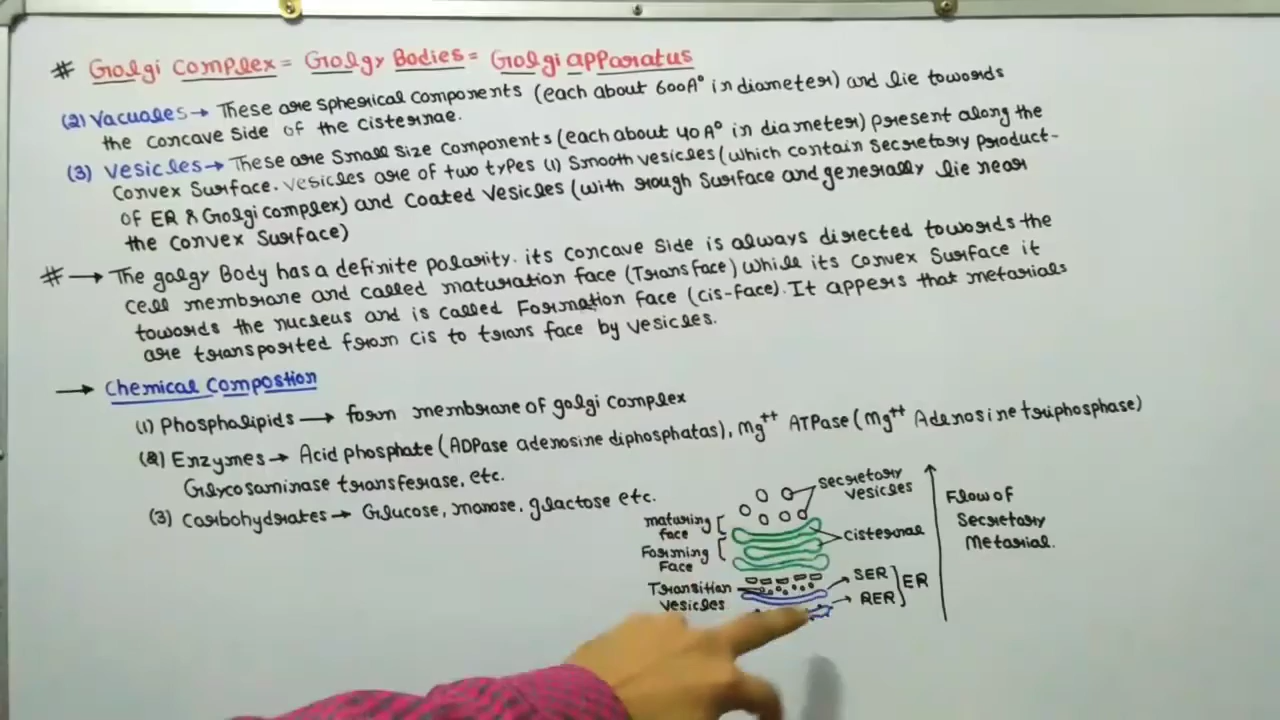 # Golgi Complex = Golgy Bodies = Golgi apparatus
(2) Vacuales → These are spherical components (each about 600A° in diameter) and lie towards
the concave side of the cisternae.
(3) Vesicles → These are small size components (each about 40A° in diameter) present along the
Convex Surface. Vesicles are of two types (1) Smooth vesicles (which contain secretory product-
of ER & Golgi complex) and Coated Vesicles (with rough Surface and generally lie near
the convex Surface)
# → The golgy Body has a definite polarity. its concave side is always directed towards the
cell membrane and called maturation face (Trans face) while its convex Surface it
towards the nucleus and is called Formation face (cis-face). It appers that metarials
are transported from cis to trans face by vesicles.
→ Chemical Compostion
(1) Phosphalipids → form membrane of golgi complex
(2) Enzymes → Acid phosphate (ADPase adenosine diphosphatas), Mg++ ATPase (Mg++ Adenosine triphosphase)
Glycosaminase transferase, etc.
(3) Carbohydrates → Glucose, manose, glactose etc.
secretory
vesicles
maturing
face
cisternal
Forming
Face
Transition
vesicles
SER
RER
ER
Flow of
Secretary
Metarial.